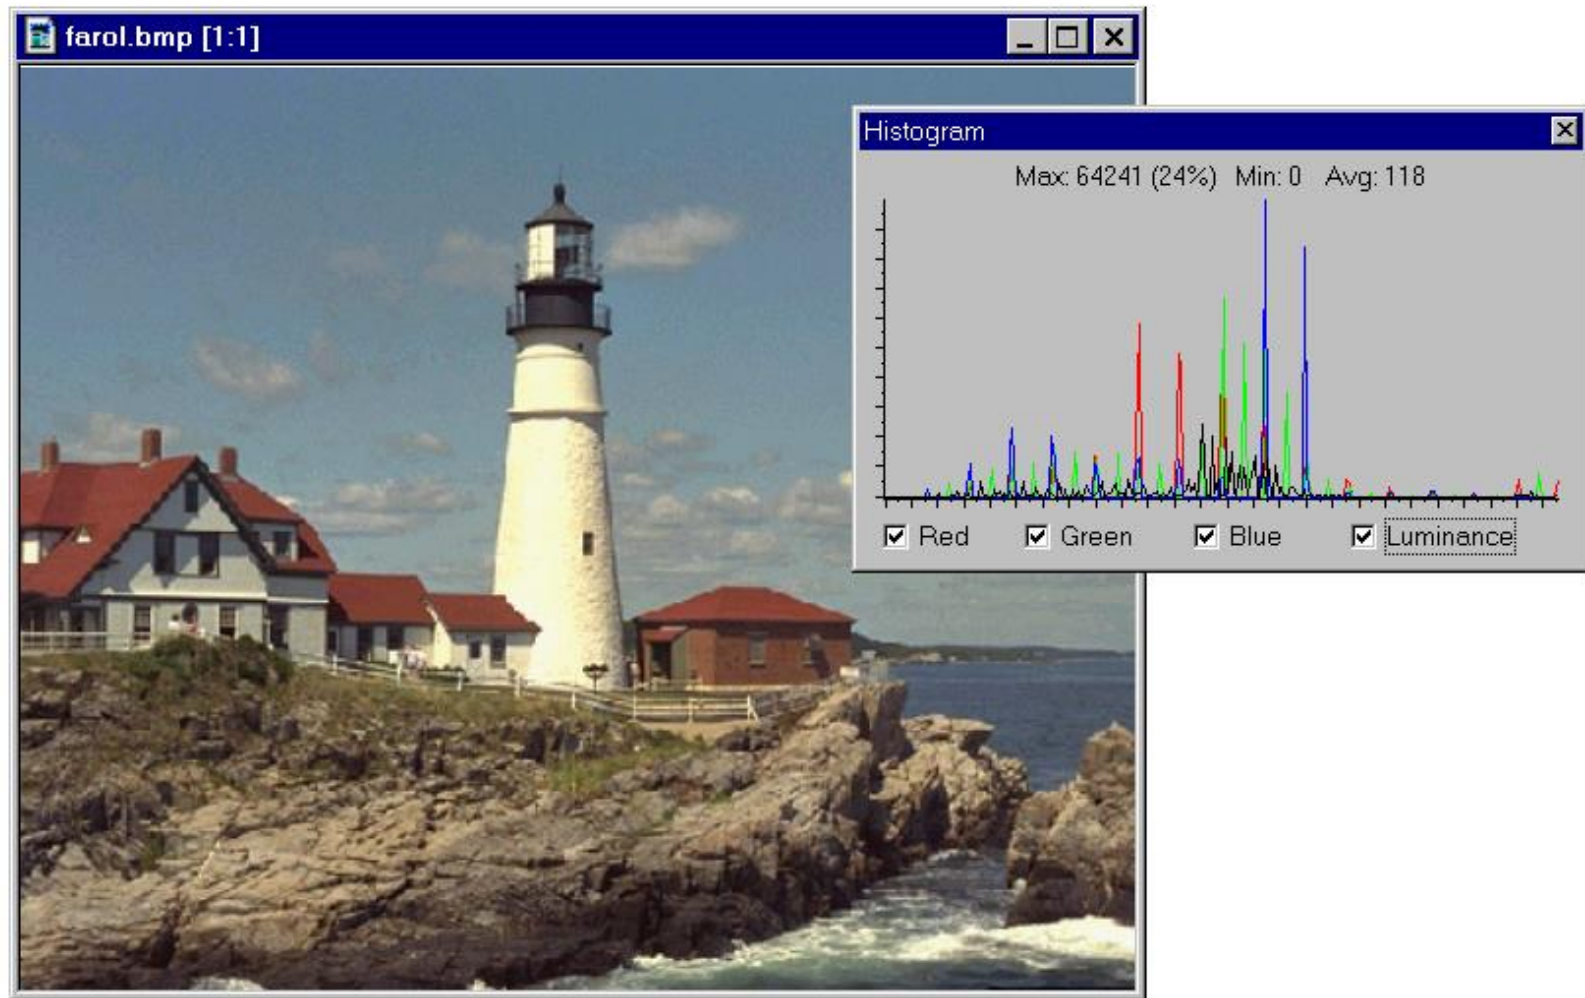 farol.bmp [1:1]
Histogram
Max: 64241 (24%) Min: 0 Avg: 118
Red Green Blue Luminance